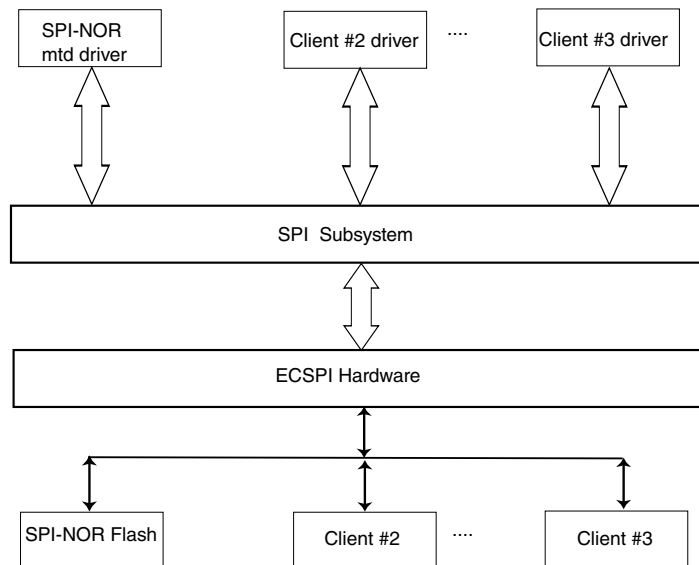 SPI-NOR
mtd driver
Client #2 driver
....
Client #3 driver
SPI Subsystem
ECSPI Hardware
SPI-NOR Flash
Client #2
....
Client #3